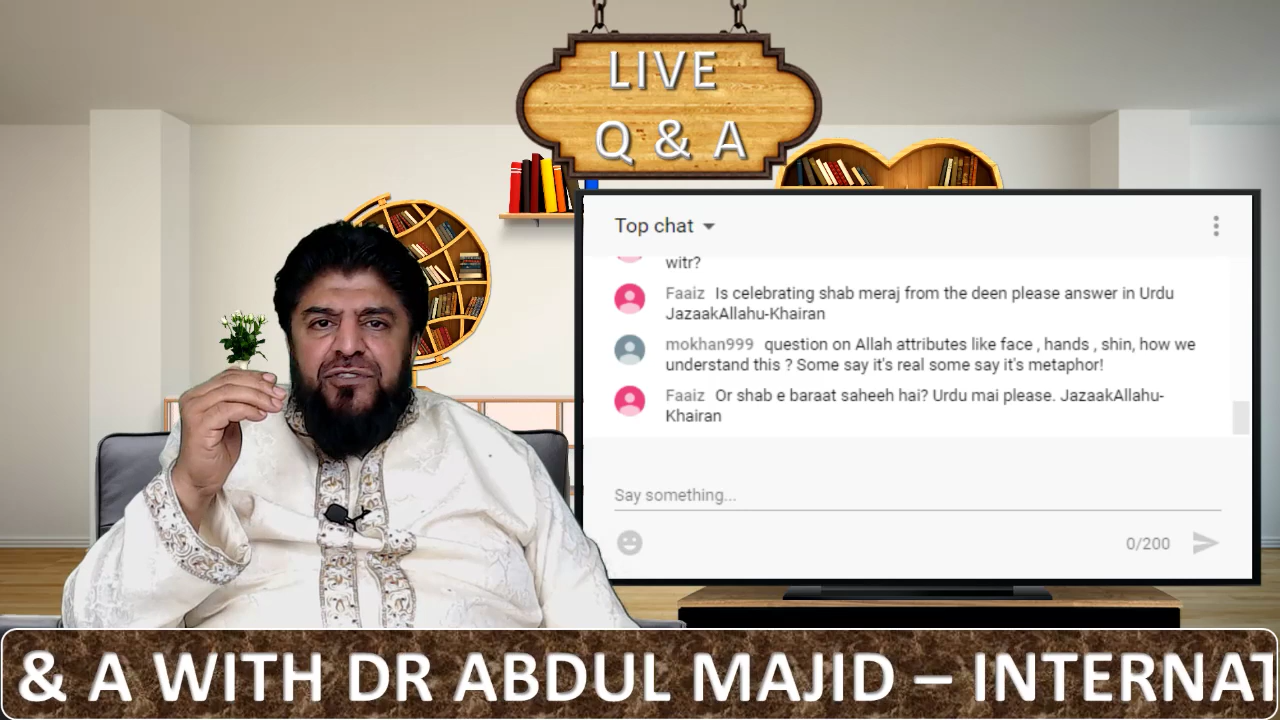 LIVE
Q & A
Top chat
witr?
Faaiz Is celebrating shab meraj from the deen please answer in Urdu
JazaakAllahu-Khairan
mokhan999 question on Allah attributes like face , hands , shin, how we
understand this ? Some say it's real some say it's metaphor!
Faaiz Or shab e baraat saheeh hai? Urdu mai please. JazaakAllahu-
Khairan
Say something...
0/200
& A WITH DR ABDUL MAJID – INTERNAT